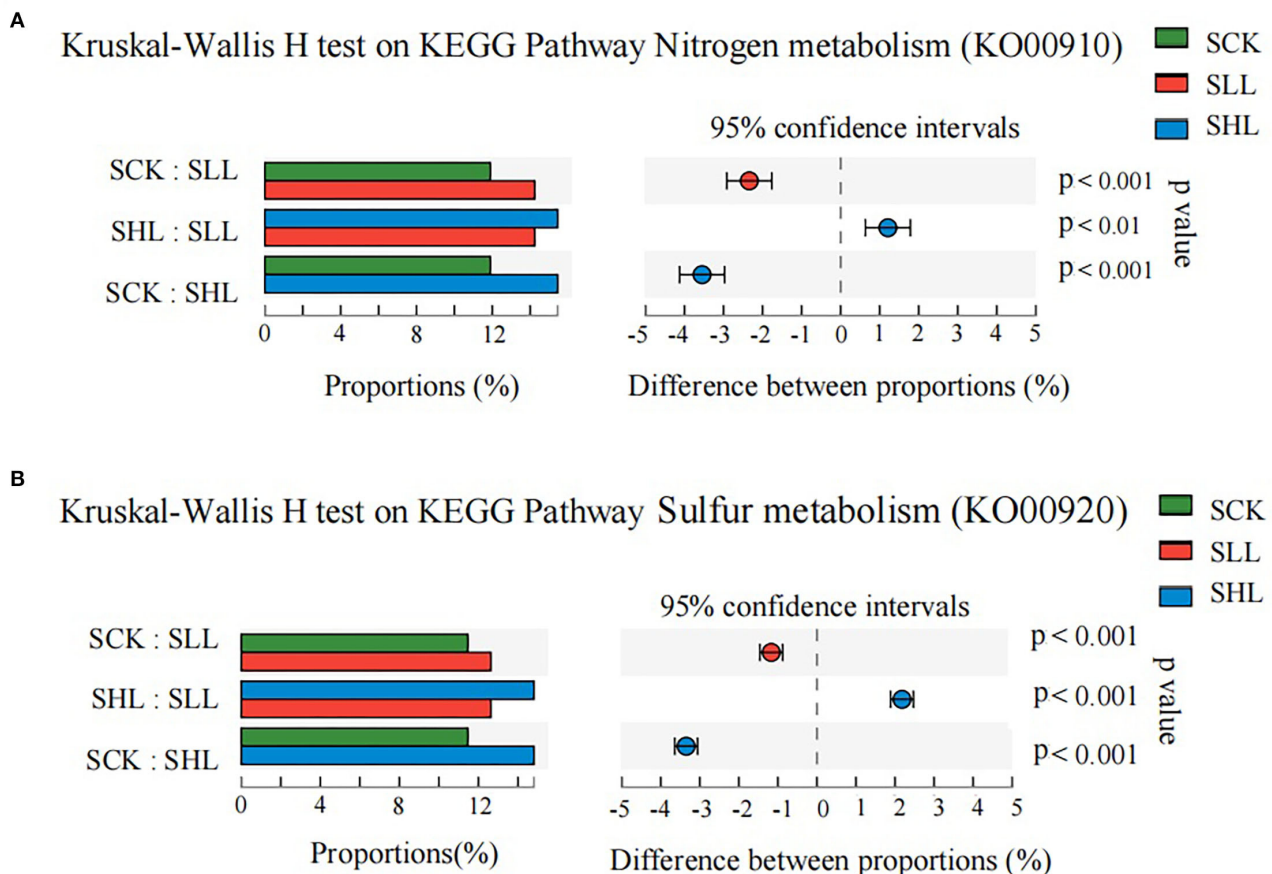 A
Kruskal-Wallis H test on KEGG Pathway Nitrogen metabolism (KO00910)
SCK
SLL
SHL
95% confidence intervals
SCK : SLL
p < 0.001
SHL : SLL
p < 0.01
SCK : SHL
p < 0.001
p value
0 4 8 12
-5 -4 -3 -2 -1 0 1 2 3 4 5
Proportions (%)
Difference between proportions (%)
B
Kruskal-Wallis H test on KEGG Pathway Sulfur metabolism (KO00920)
SCK
SLL
SHL
95% confidence intervals
SCK : SLL
p < 0.001
SHL : SLL
p < 0.001
SCK : SHL
p < 0.001
p value
0 4 8 12
-5 -4 -3 -2 -1 0 1 2 3 4 5
Proportions(%)
Difference between proportions (%)